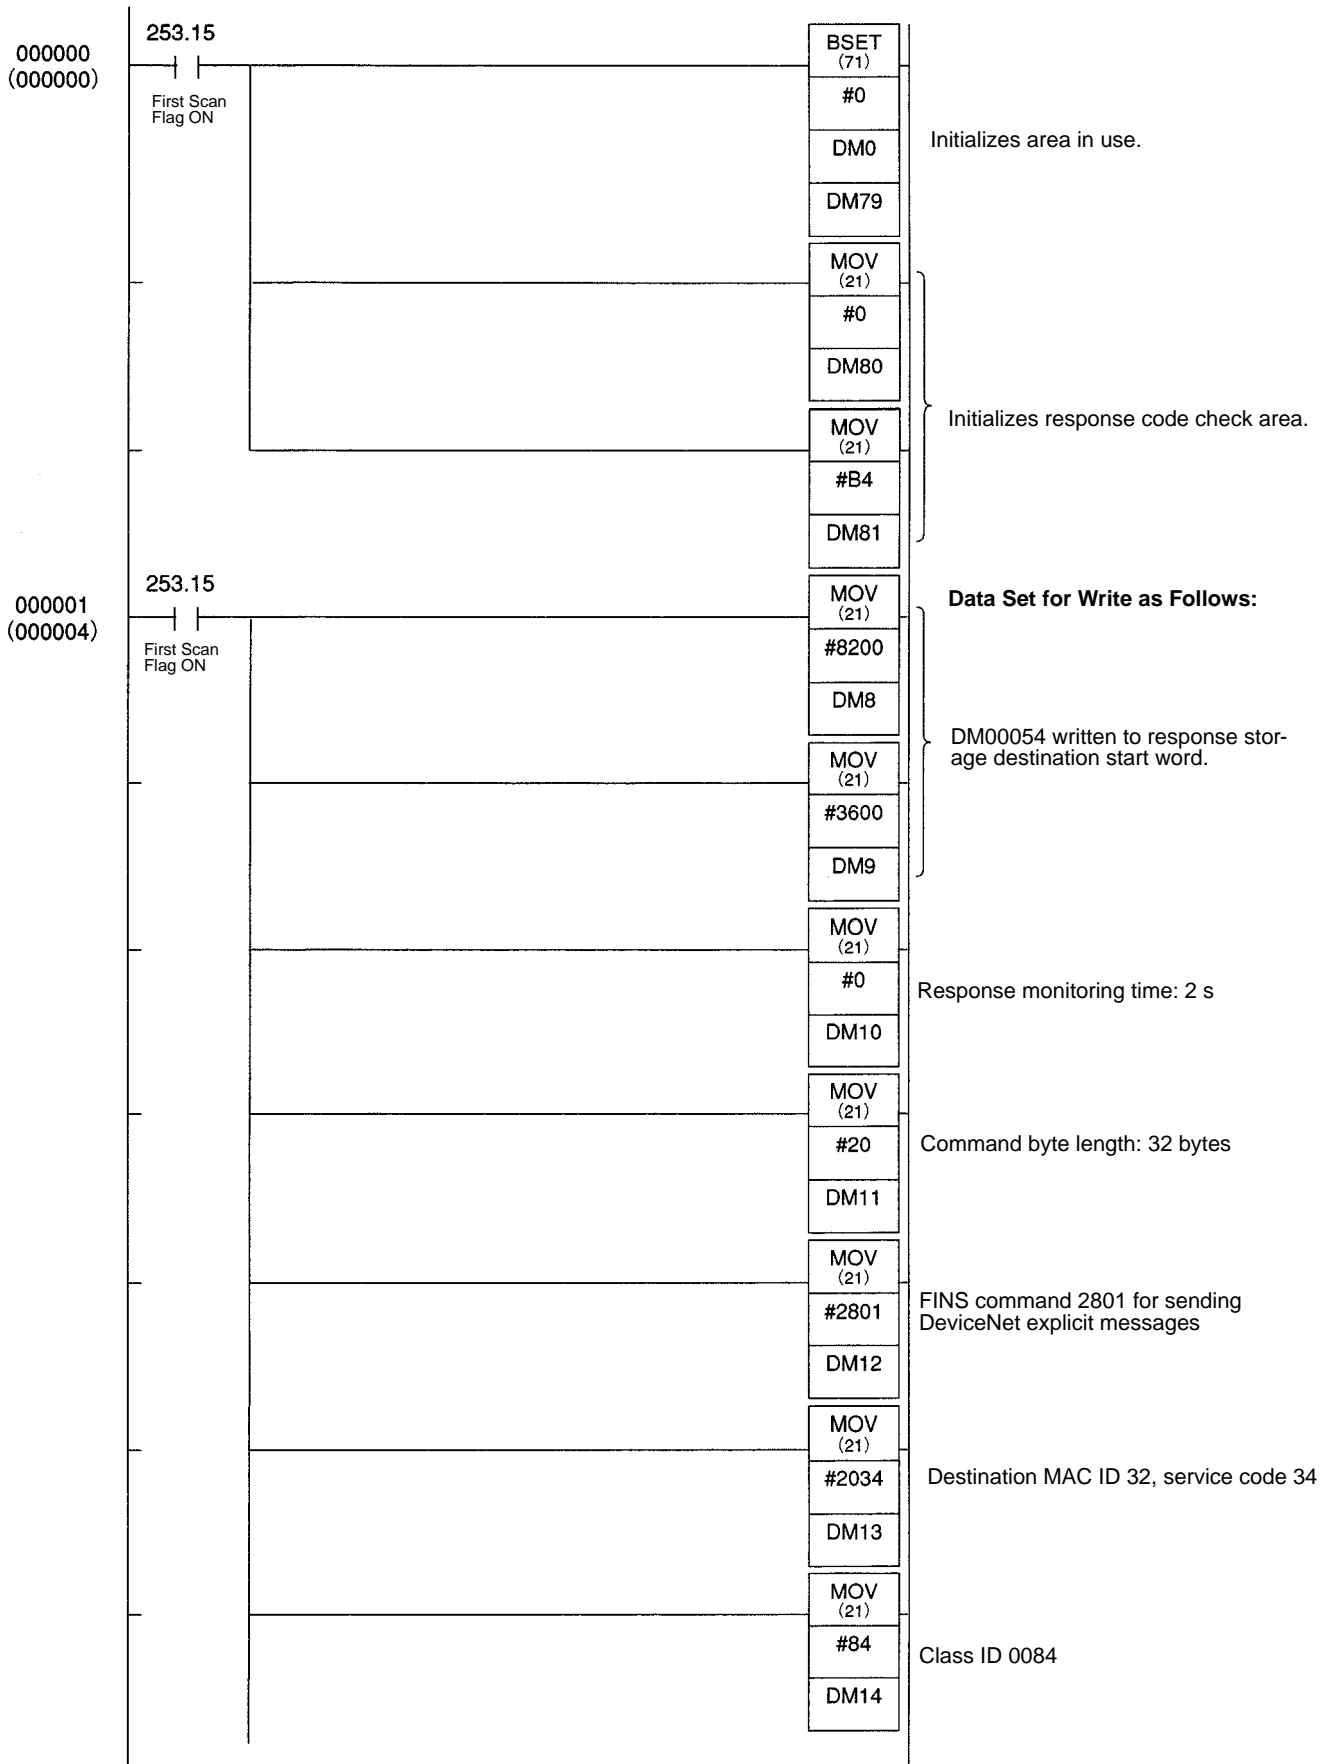 253.15
000000
(000000)
First Scan
Flag ON
BSET
(71)
#0
DM0
DM79
Initializes area in use.
MOV
(21)
#0
DM80
MOV
(21)
#B4
DM81
Initializes response code check area.
253.15
000001
(000004)
First Scan
Flag ON
Data Set for Write as Follows:
MOV
(21)
#8200
DM8
MOV
(21)
#3600
DM9
DM00054 written to response stor-
age destination start word.
MOV
(21)
#0
DM10
Response monitoring time: 2 s
MOV
(21)
#20
DM11
Command byte length: 32 bytes
MOV
(21)
#2801
DM12
FINS command 2801 for sending
DeviceNet explicit messages
MOV
(21)
#2034
DM13
Destination MAC ID 32, service code 34
MOV
(21)
#84
DM14
Class ID 0084